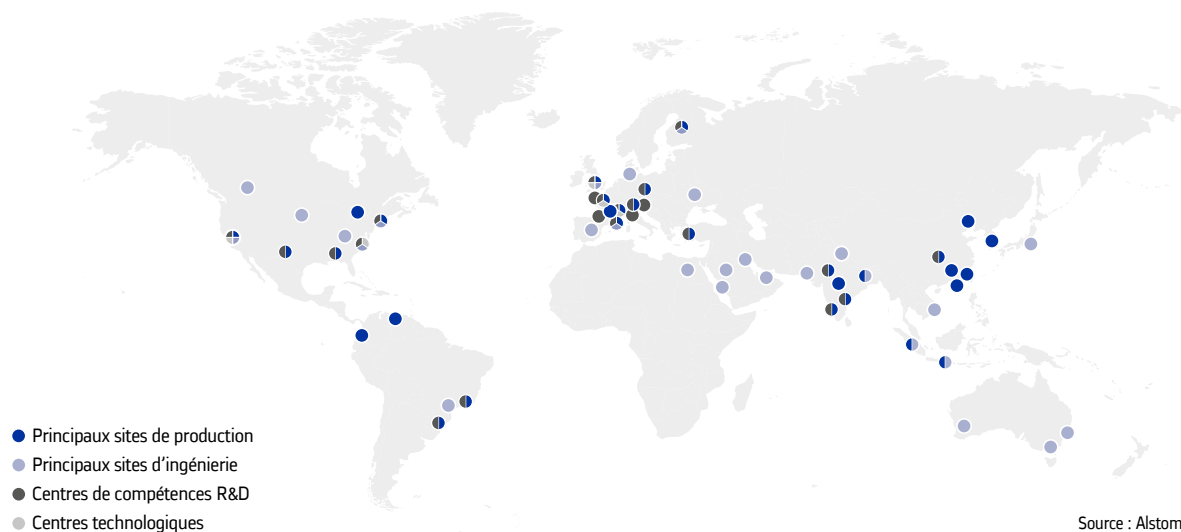 Principaux sites de production
Principaux sites d'ingénierie
Centres de compétences R&D
Centres technologiques
Source : Alstom